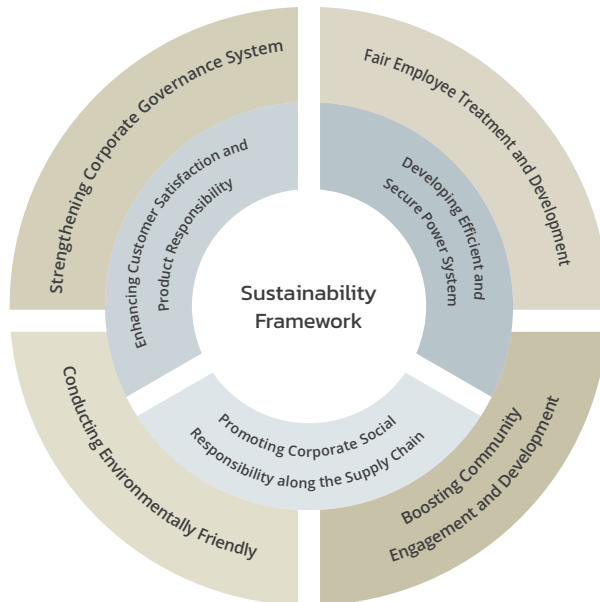 Strengthening Corporate Governance System
Fair Employee Treatment and Development
Enhancing Customer Satisfaction and
Product Responsibility
Developing Efficient and
Secure Power System
Sustainability
Framework
Promoting Corporate Social
Responsibility along the Supply Chain
Conducting Environmentally Friendly
Boosting Community
Engagement and Development